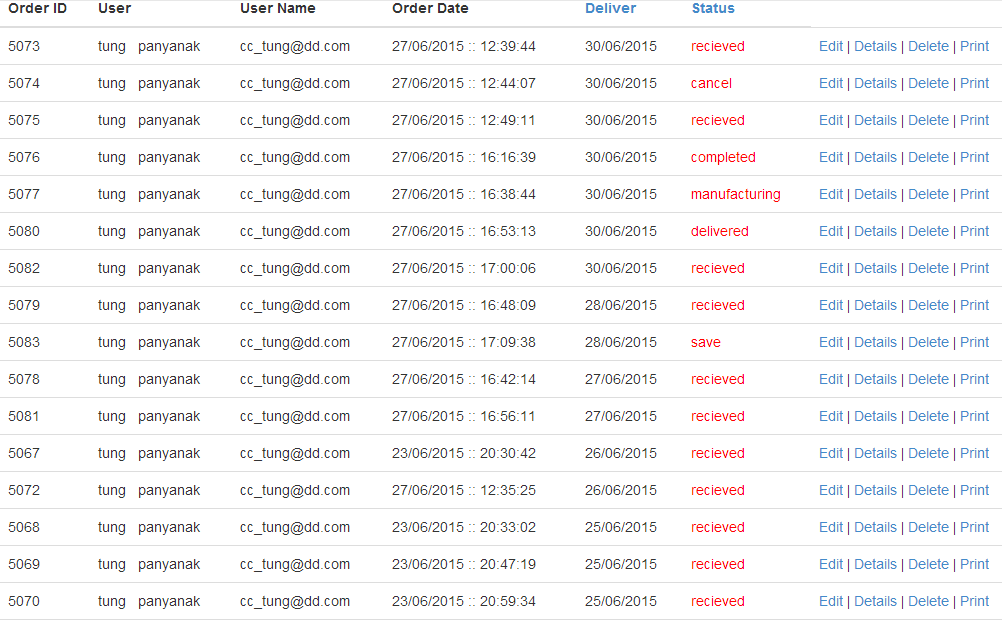 Order ID User User Name Order Date Deliver Status
5073 tung panyanak cc_tung@dd.com 27/06/2015 :: 12:39:44 30/06/2015 recieved Edit | Details | Delete | Print
5074 tung panyanak cc_tung@dd.com 27/06/2015 :: 12:44:07 30/06/2015 cancel Edit | Details | Delete | Print
5075 tung panyanak cc_tung@dd.com 27/06/2015 :: 12:49:11 30/06/2015 recieved Edit | Details | Delete | Print
5076 tung panyanak cc_tung@dd.com 27/06/2015 :: 16:16:39 30/06/2015 completed Edit | Details | Delete | Print
5077 tung panyanak cc_tung@dd.com 27/06/2015 :: 16:38:44 30/06/2015 manufacturing Edit | Details | Delete | Print
5080 tung panyanak cc_tung@dd.com 27/06/2015 :: 16:53:13 30/06/2015 delivered Edit | Details | Delete | Print
5082 tung panyanak cc_tung@dd.com 27/06/2015 :: 17:00:06 30/06/2015 recieved Edit | Details | Delete | Print
5079 tung panyanak cc_tung@dd.com 27/06/2015 :: 16:48:09 28/06/2015 recieved Edit | Details | Delete | Print
5083 tung panyanak cc_tung@dd.com 27/06/2015 :: 17:09:38 28/06/2015 save Edit | Details | Delete | Print
5078 tung panyanak cc_tung@dd.com 27/06/2015 :: 16:42:14 27/06/2015 recieved Edit | Details | Delete | Print
5081 tung panyanak cc_tung@dd.com 27/06/2015 :: 16:56:11 27/06/2015 recieved Edit | Details | Delete | Print
5067 tung panyanak cc_tung@dd.com 23/06/2015 :: 20:30:42 26/06/2015 recieved Edit | Details | Delete | Print
5072 tung panyanak cc_tung@dd.com 27/06/2015 :: 12:35:25 26/06/2015 recieved Edit | Details | Delete | Print
5068 tung panyanak cc_tung@dd.com 23/06/2015 :: 20:33:02 25/06/2015 recieved Edit | Details | Delete | Print
5069 tung panyanak cc_tung@dd.com 23/06/2015 :: 20:47:19 25/06/2015 recieved Edit | Details | Delete | Print
5070 tung panyanak cc_tung@dd.com 23/06/2015 :: 20:59:34 25/06/2015 recieved Edit | Details | Delete | Print